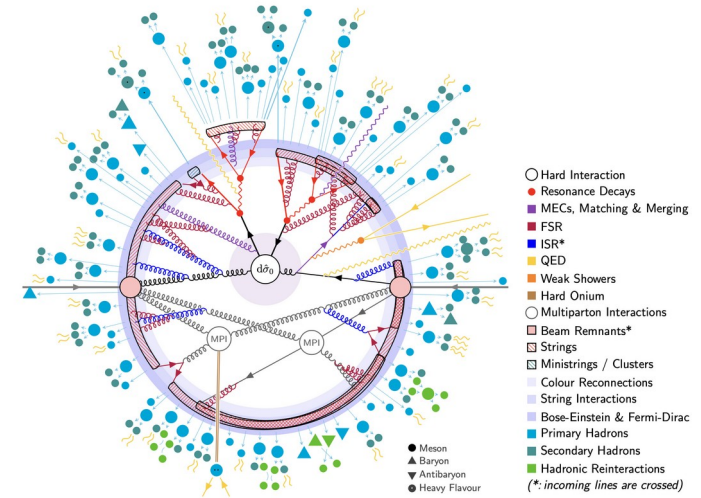 dσ̂₀
MPI
MPI
Meson
Baryon
Antibaryon
Heavy Flavour
Hard Interaction
Resonance Decays
MECs, Matching & Merging
FSR
ISR*
QED
Weak Showers
Hard Onium
Multiparton Interactions
Beam Remnants*
Strings
Ministrings / Clusters
Colour Reconnections
String Interactions
Bose-Einstein & Fermi-Dirac
Primary Hadrons
Secondary Hadrons
Hadronic Reinteractions
(*: incoming lines are crossed)